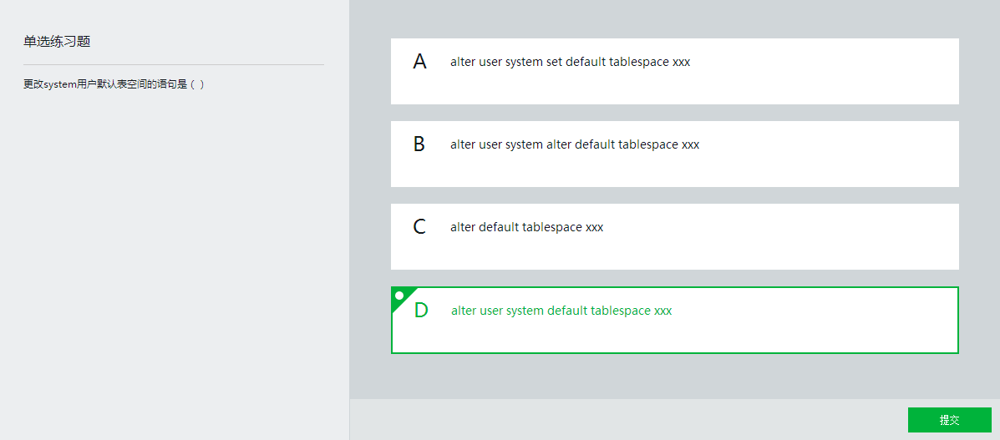 单选练习题
更改system用户默认表空间的语句是（ ）
A
alter user system set default tablespace xxx
B
alter user system alter default tablespace xxx
C
alter default tablespace xxx
D
alter user system default tablespace xxx
提交